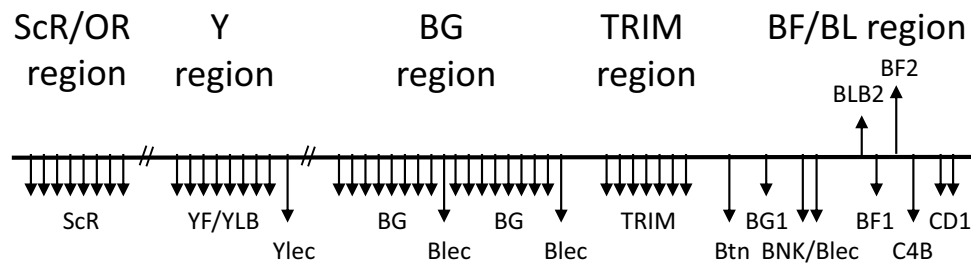 ScR/OR
region
Y
region
BG
region
TRIM
region
BF/BL region
BF2
BLB2
ScR
YF/YLB
BG
BG
TRIM
BG1
BF1
CD1
Ylec
Blec
Blec
Btn
BNK/Blec
C4B